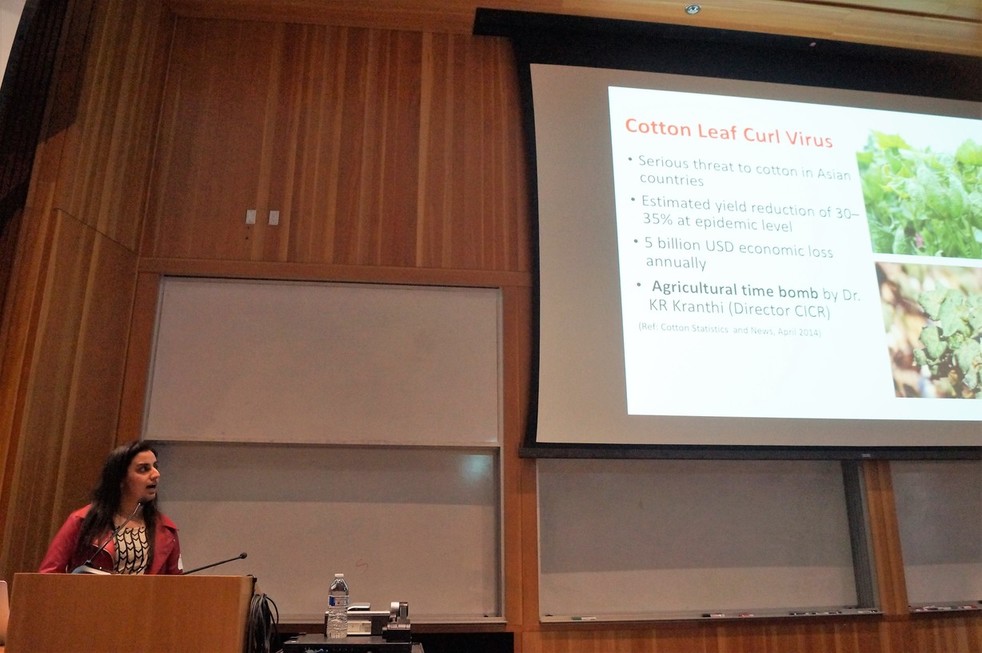 Cotton Leaf Curl Virus
• Serious threat to cotton in Asian
countries
• Estimated yield reduction of 30–
35% at epidemic level
• 5 billion USD economic loss
annually
• Agricultural time bomb by Dr.
KR Kranthi (Director CICR)
(Ref: Cotton Statistics and News, April 2014)